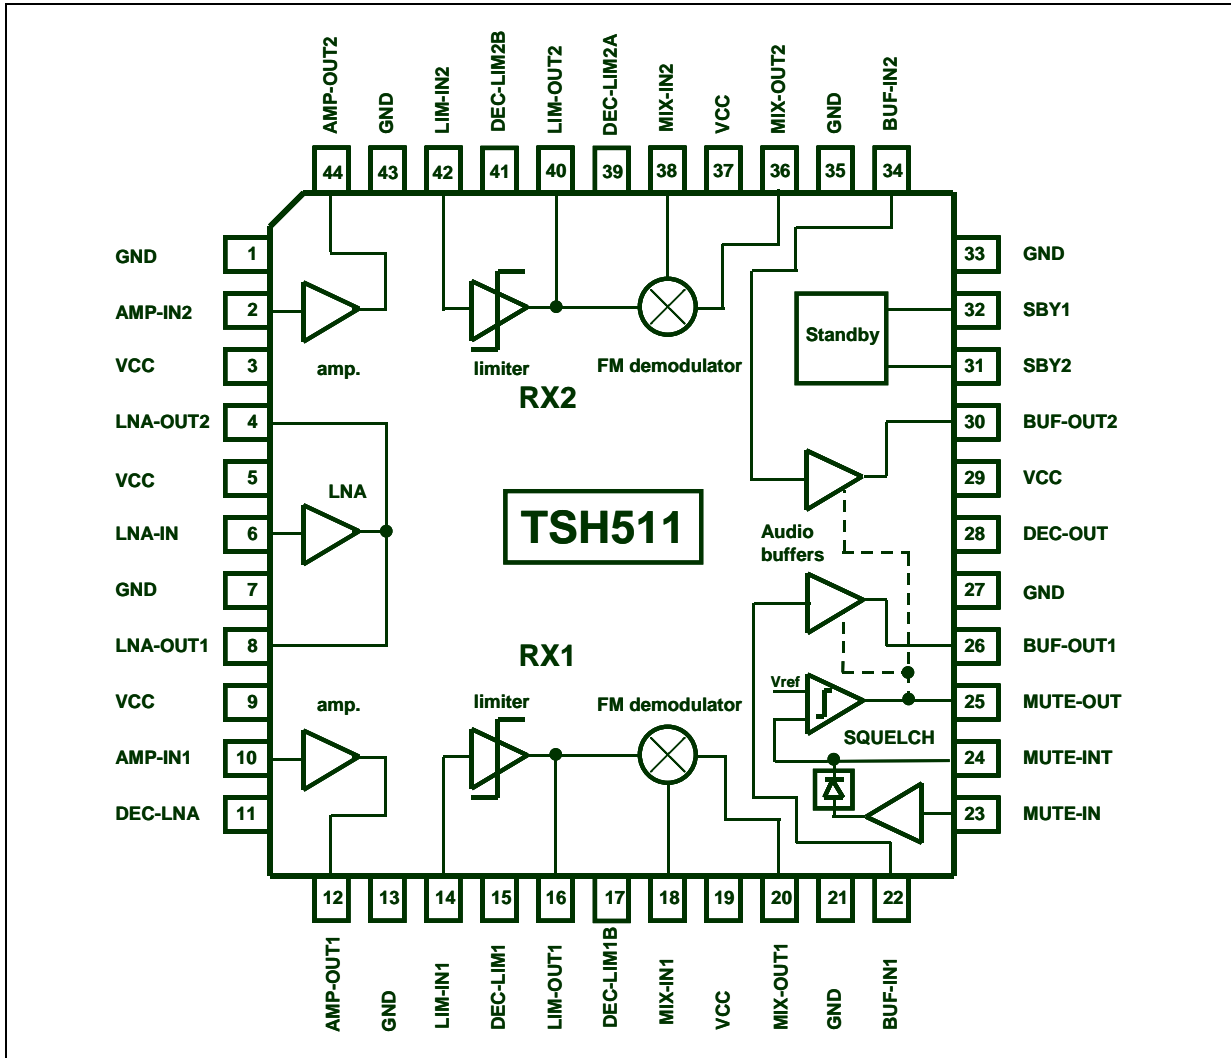 AMP-OUT2
GND
LIM-IN2
DEC-LIM2B
LIM-OUT2
DEC-LIM2A
MIX-IN2
VCC
MIX-OUT2
GND
BUF-IN2
44 43 42 41 40 39 38 37 36 35 34
GND 1
33 GND
AMP-IN2 2
32 SBY1
Standby
VCC 3
31 SBY2
amp.
limiter
FM demodulator
RX2
LNA-OUT2 4
30 BUF-OUT2
VCC 5
29 VCC
LNA
TSH511
LNA-IN 6
28 DEC-OUT
Audio
buffers
GND 7
27 GND
LNA-OUT1 8
26 BUF-OUT1
RX1
Vref
VCC 9
25 MUTE-OUT
amp.
limiter
FM demodulator
SQUELCH
AMP-IN1 10
24 MUTE-INT
DEC-LNA 11
23 MUTE-IN
12 13 14 15 16 17 18 19 20 21 22
AMP-OUT1
GND
LIM-IN1
DEC-LIM1
LIM-OUT1
DEC-LIM1B
MIX-IN1
VCC
MIX-OUT1
GND
BUF-IN1